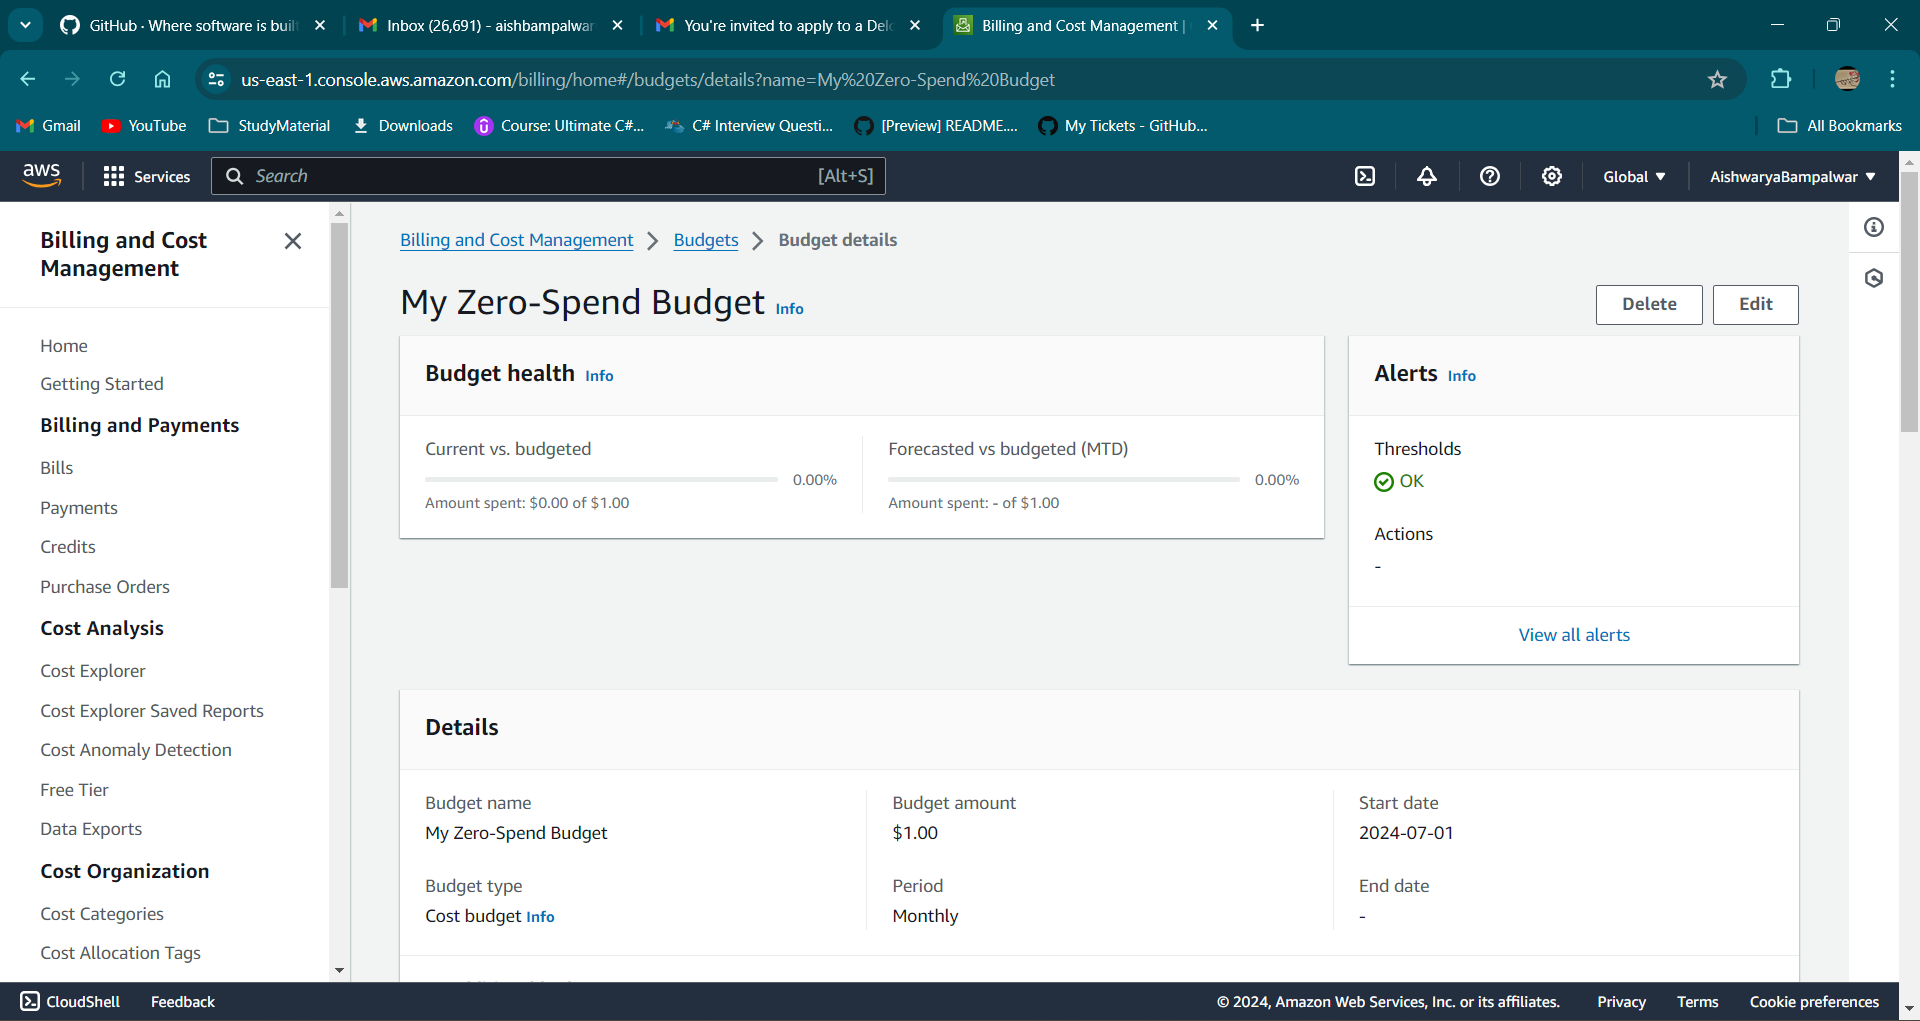 GitHub · Where software is buil
Inbox (26,691) - aishbampalwar
You're invited to apply to a Del
Billing and Cost Management |
us-east-1.console.aws.amazon.com/billing/home#/budgets/details?name=My%20Zero-Spend%20Budget
Gmail
YouTube
StudyMaterial
Downloads
Course: Ultimate C#...
C# Interview Questi...
[Preview] README....
My Tickets - GitHub...
All Bookmarks
aws
Services
Search
[Alt+S]
Global
AishwaryaBampalwar
Billing and Cost
Management
Home
Getting Started
Billing and Payments
Bills
Payments
Credits
Purchase Orders
Cost Analysis
Cost Explorer
Cost Explorer Saved Reports
Cost Anomaly Detection
Free Tier
Data Exports
Cost Organization
Cost Categories
Cost Allocation Tags
Billing and Cost Management > Budgets > Budget details
My Zero-Spend Budget Info
Delete
Edit
Budget health Info
Current vs. budgeted
0.00%
Amount spent: $0.00 of $1.00
Forecasted vs budgeted (MTD)
0.00%
Amount spent: - of $1.00
Alerts Info
Thresholds
OK
Actions
-
View all alerts
Details
Budget name
My Zero-Spend Budget
Budget type
Cost budget Info
Budget amount
$1.00
Period
Monthly
Start date
2024-07-01
End date
-
CloudShell
Feedback
© 2024, Amazon Web Services, Inc. or its affiliates.
Privacy
Terms
Cookie preferences